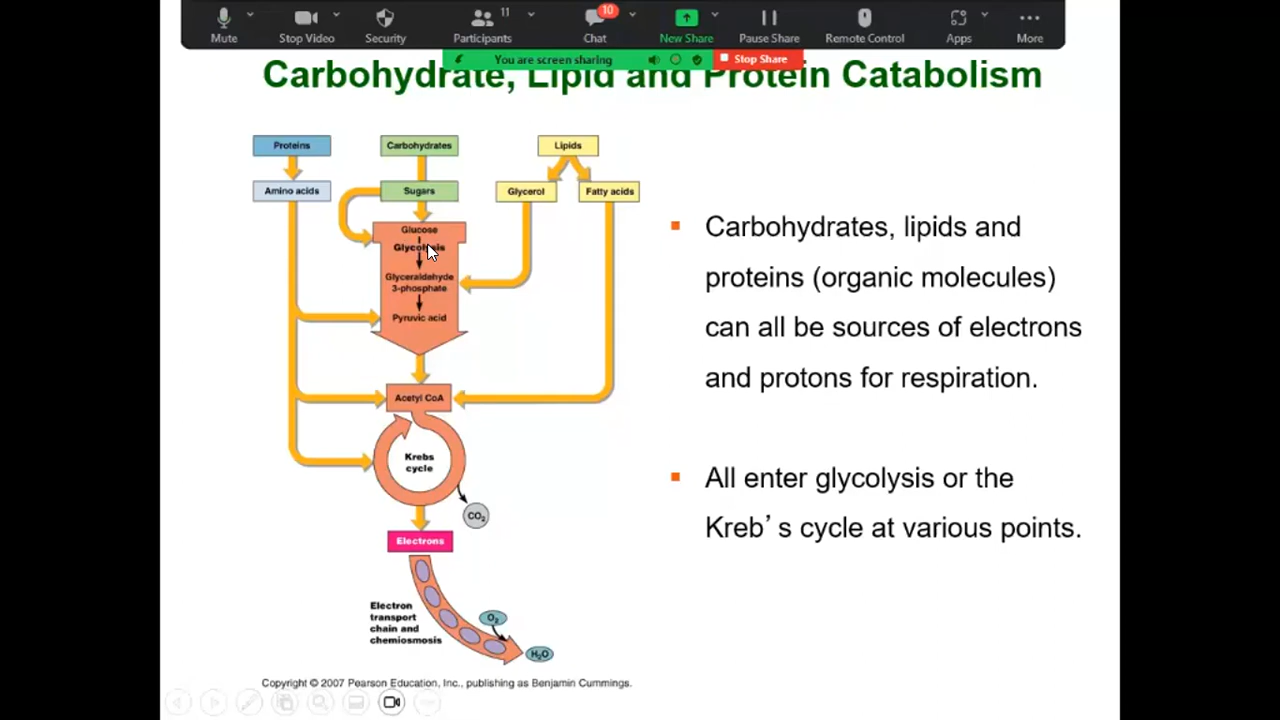 11
10
Mute
Stop Video
Security
Participants
Chat
New Share
Pause Share
Remote Control
Apps
More
You are screen sharing
Stop Share
Carbohydrate, Lipid and Protein Catabolism
Proteins
Carbohydrates
Lipids
Amino acids
Sugars
Glycerol
Fatty acids
Glucose
Glycolysis
Glyceraldehyde
3-phosphate
Pyruvic acid
Acetyl CoA
Krebs
cycle
CO₂
Electrons
Electron
transport
chain and
chemiosmosis
O₂
H₂O
Copyright © 2007 Pearson Education, Inc., publishing as Benjamin Cummings.
Carbohydrates, lipids and
proteins (organic molecules)
can all be sources of electrons
and protons for respiration.
All enter glycolysis or the
Kreb’s cycle at various points.